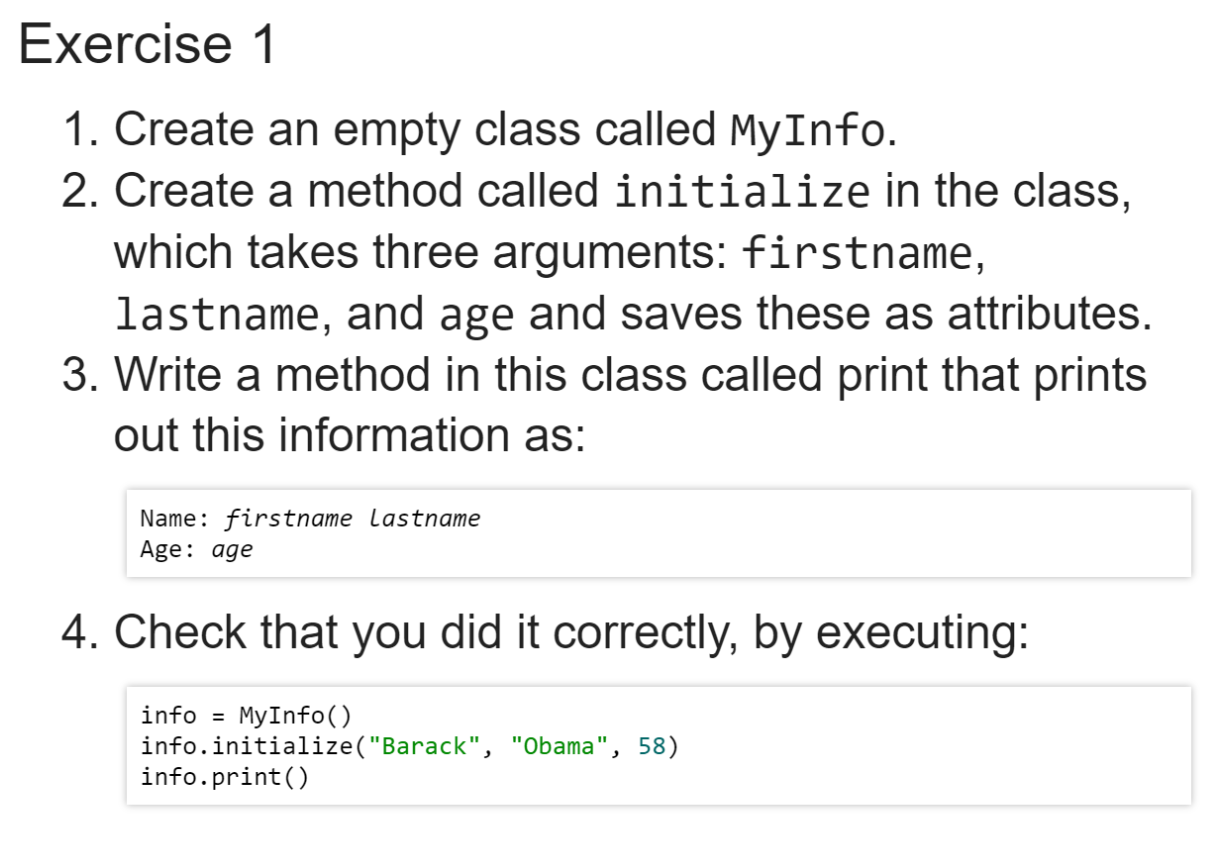 Exercise 1
1. Create an empty class called MyInfo.
2. Create a method called initialize in the class,
which takes three arguments: firstname,
lastname, and age and saves these as attributes.
3. Write a method in this class called print that prints
out this information as:
Name: firstname lastname
Age: age
4. Check that you did it correctly, by executing:
info = MyInfo()
info.initialize("Barack", "Obama", 58)
info.print()